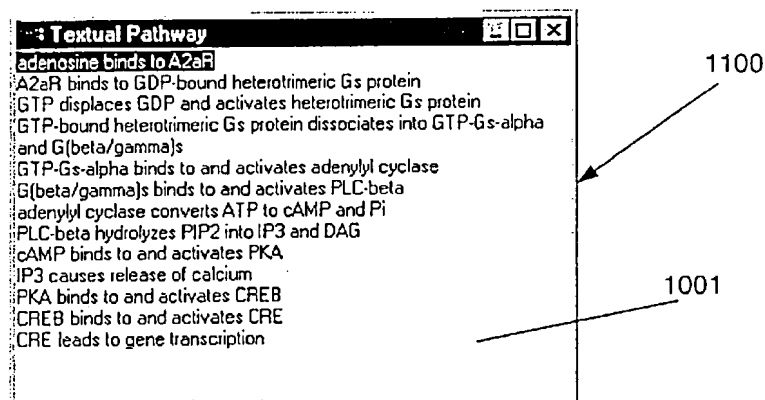 Textual Pathway
adenosine binds to A2aR
A2aR binds to GDP-bound heterotrimeric Gs protein
GTP displaces GDP and activates heterotrimeric Gs protein
GTP-bound heterotrimeric Gs protein dissociates into GTP-Gs-alpha
and G(beta/gamma)s
GTP-Gs-alpha binds to and activates adenylyl cyclase
G(beta/gamma)s binds to and activates PLC-beta
adenylyl cyclase converts ATP to cAMP and Pi
PLC-beta hydrolyzes PIP2 into IP3 and DAG
cAMP binds to and activates PKA
IP3 causes release of calcium
PKA binds to and activates CREB
CREB binds to and activates CRE
CRE leads to gene transcription
1100
1001